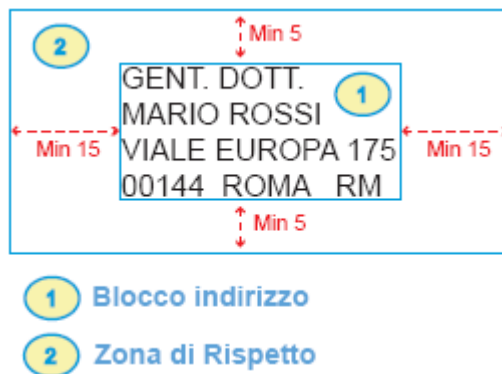 2
Min 5
GENT. DOTT.
1
MARIO ROSSI
Min 15
VIALE EUROPA 175
Min 15
00144 ROMA RM
Min 5
1 Blocco indirizzo
2 Zona di Rispetto